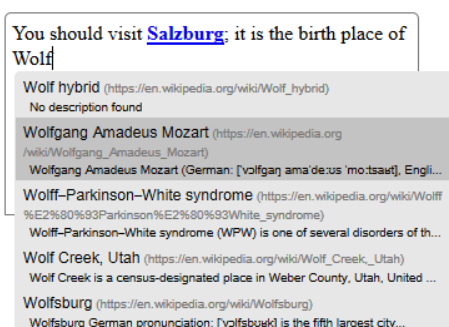 You should visit Salzburg; it is the birth place of
Wolf
Wolf hybrid (https://en.wikipedia.org/wiki/Wolf_hybrid)
No description found
Wolfgang Amadeus Mozart (https://en.wikipedia.org
/wiki/Wolfgang_Amadeus_Mozart)
Wolfgang Amadeus Mozart (German: [ˈvɔlfɡaŋ amaˈdeːus ˈmoːtsaʁt], Engli...
Wolff–Parkinson–White syndrome (https://en.wikipedia.org/wiki/Wolff
%E2%80%93Parkinson%E2%80%93White_syndrome)
Wolff–Parkinson–White syndrome (WPW) is one of several disorders of th...
Wolf Creek, Utah (https://en.wikipedia.org/wiki/Wolf_Creek,_Utah)
Wolf Creek is a census-designated place in Weber County, Utah, United ...
Wolfsburg (https://en.wikipedia.org/wiki/Wolfsburg)
Wolfsburg German pronunciation: [ˈvɔlfsbʊʁk] is the fifth largest city...